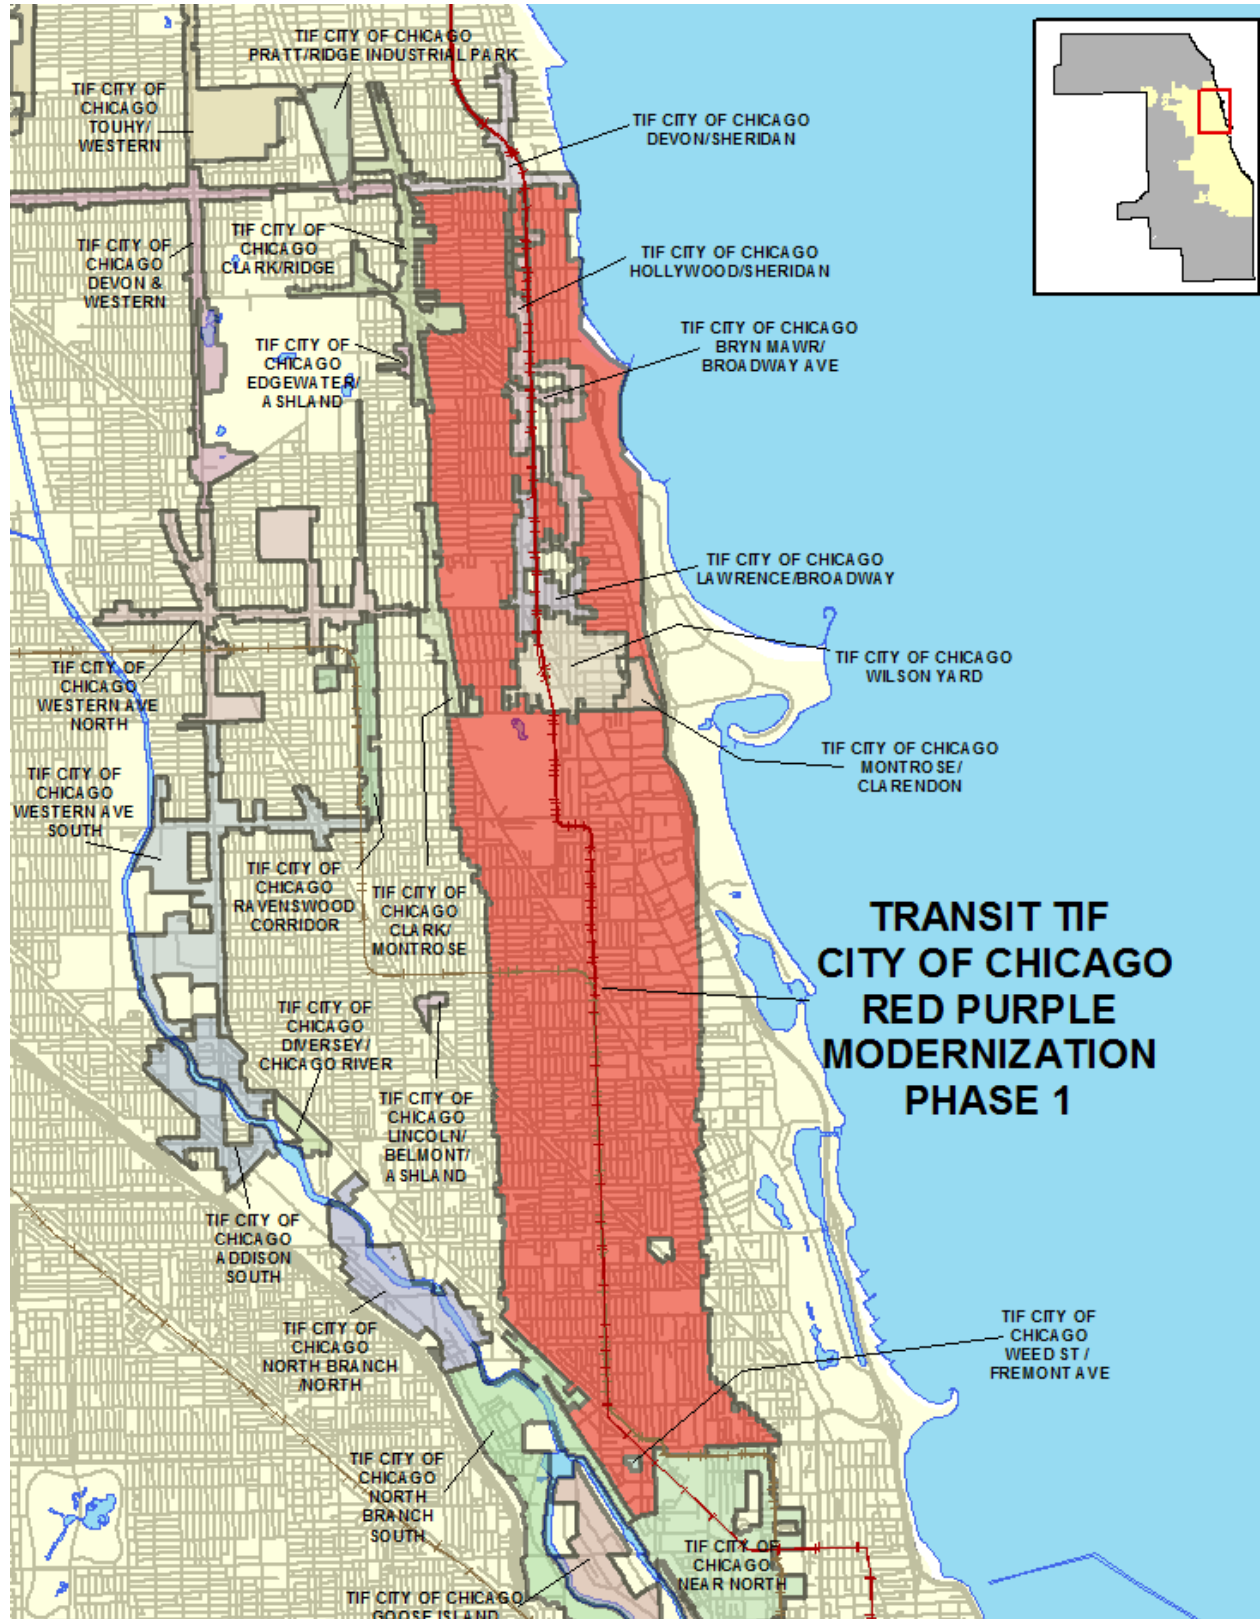 TIF CITY OF CHICAGO
PRATT/RIDGE INDUSTRIAL PARK
TIF CITY OF
CHICAGO
TOUHY/
WESTERN
TIF CITY OF CHICAGO
DEVON/SHERIDAN
TIF CITY OF
CHICAGO
CLARK/RIDGE
TIF CITY OF
CHICAGO
DEVON &
WESTERN
TIF CITY OF CHICAGO
HOLLYWOOD/SHERIDAN
TIF CITY OF CHICAGO
BRYN MAWR/
BROADWAY AVE
TIF CITY OF
CHICAGO
EDGEWATER/
ASHLAND
TIF CITY OF CHICAGO
LAWRENCE/BROADWAY
TIF CITY OF CHICAGO
WILSON YARD
TIF CITY OF
CHICAGO
WESTERN AVE
NORTH
TIF CITY OF CHICAGO
MONTROSE/
CLARENDON
TIF CITY OF
CHICAGO
WESTERN AVE
SOUTH
TIF CITY OF
CHICAGO
RAVENSWOOD
CORRIDOR
TIF CITY OF
CHICAGO
CLARK/
MONTROSE
TRANSIT TIF
CITY OF CHICAGO
RED PURPLE
MODERNIZATION
PHASE 1
TIF CITY OF
CHICAGO
DIVERSEY/
CHICAGO RIVER
TIF CITY OF
CHICAGO
LINCOLN/
BELMONT/
ASHLAND
TIF CITY OF
CHICAGO
ADDISON
SOUTH
TIF CITY OF
CHICAGO
NORTH BRANCH
/NORTH
TIF CITY OF
CHICAGO
WEED ST /
FREMONT AVE
TIF CITY OF
CHICAGO
NORTH
BRANCH
SOUTH
TIF CITY OF
CHICAGO
NEAR NORTH
TIF CITY OF CHICAGO
GOOSE ISLAND